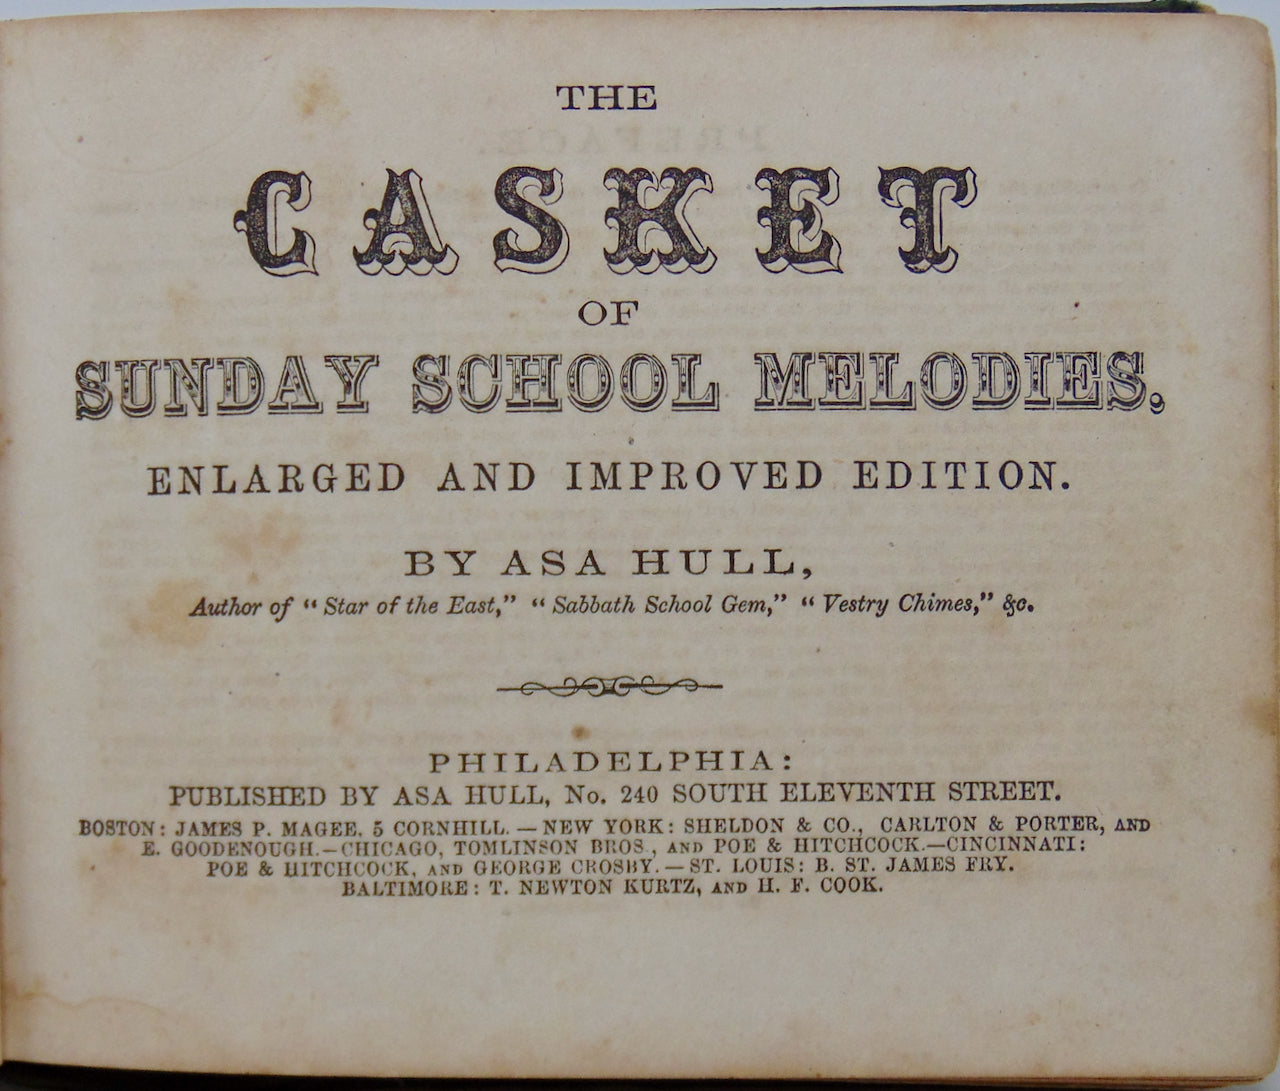 THE
CASKET
OF
SUNDAY SCHOOL MELODIES.
ENLARGED AND IMPROVED EDITION.
BY ASA HULL,
Author of “Star of the East,” “Sabbath School Gem,” “Vestry Chimes,” &c.
PHILADELPHIA:
PUBLISHED BY ASA HULL, No. 240 SOUTH ELEVENTH STREET.
BOSTON: JAMES P. MAGEE, 5 CORNHILL.—NEW YORK: SHELDON & CO., CARLTON & PORTER, AND
E. GOODENOUGH.—CHICAGO, TOMLINSON BROS., AND POE & HITCHCOCK.—CINCINNATI:
POE & HITCHCOCK, AND GEORGE CROSBY.—ST. LOUIS: B. ST. JAMES FRY.
BALTIMORE: T. NEWTON KURTZ, AND H. F. COOK.